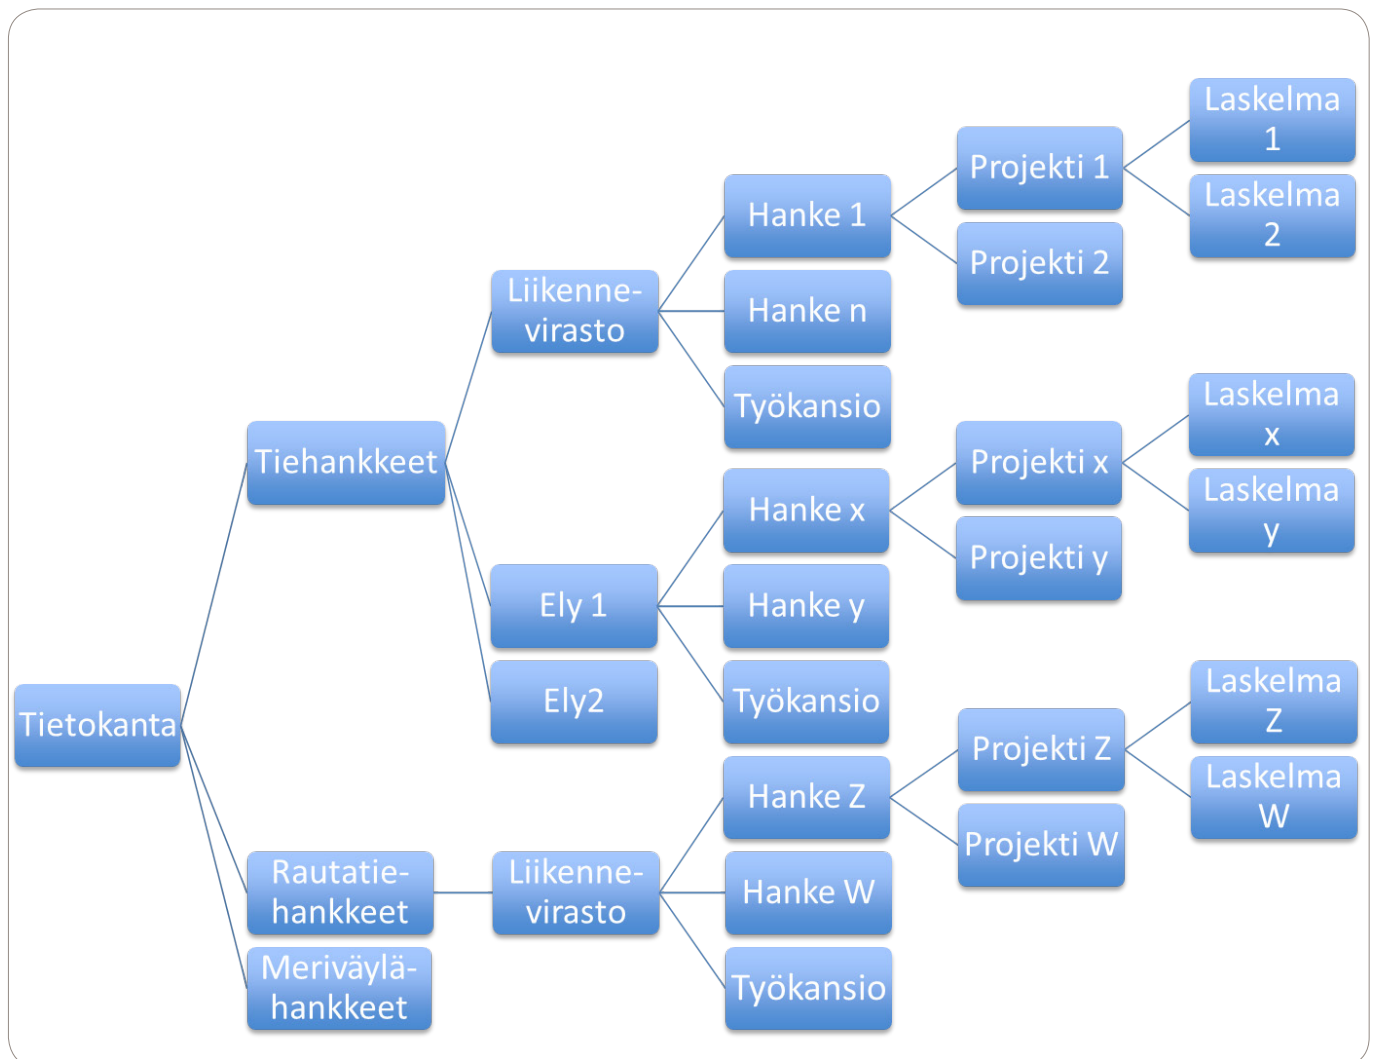 Tietokanta
Tiehankkeet
Rautatie-
hankkeet
Meriväylä-
hankkeet
Liikenne-
virasto
Ely 1
Ely2
Liikenne-
virasto
Hanke 1
Hanke n
Työkansio
Hanke x
Hanke y
Työkansio
Hanke Z
Hanke W
Työkansio
Projekti 1
Projekti 2
Projekti x
Projekti y
Projekti Z
Projekti W
Laskelma
1
Laskelma
2
Laskelma
x
Laskelma
y
Laskelma
Z
Laskelma
W